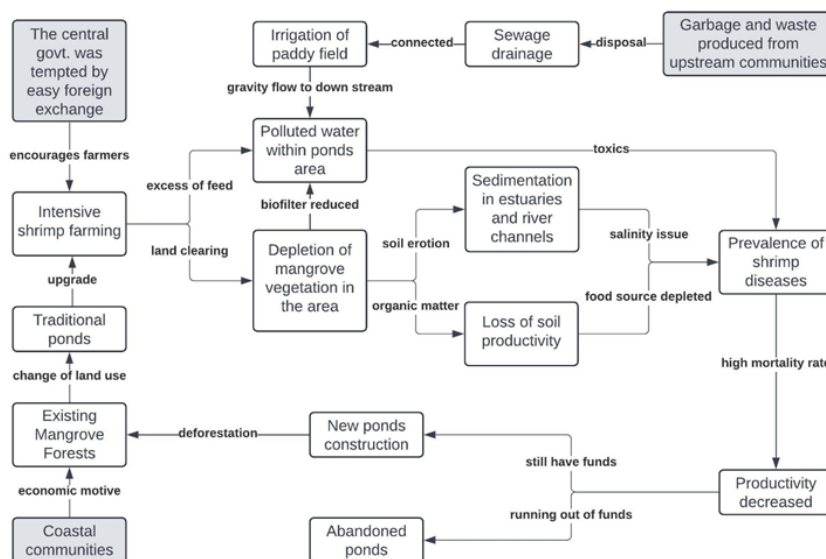 The central
govt. was
tempted by
easy foreign
exchange
Irrigation of
paddy field
connected
Sewage
drainage
disposal
Garbage and waste
produced from
upstream communities
gravity flow to down stream
encourages farmers
Polluted water
within ponds
area
toxics
excess of feed
biofilter reduced
Intensive
shrimp farming
land clearing
Sedimentation
in estuaries
and river
channels
soil erotion
salinity issue
Depletion of
mangrove
vegetation in
the area
Prevalence of
shrimp
diseases
upgrade
organic matter
food source depleted
Traditional
ponds
Loss of soil
productivity
change of land use
high mortality rate
Existing
Mangrove
Forests
deforestation
New ponds
construction
still have funds
economic motive
Productivity
decreased
running out of funds
Coastal
communities
Abandoned
ponds